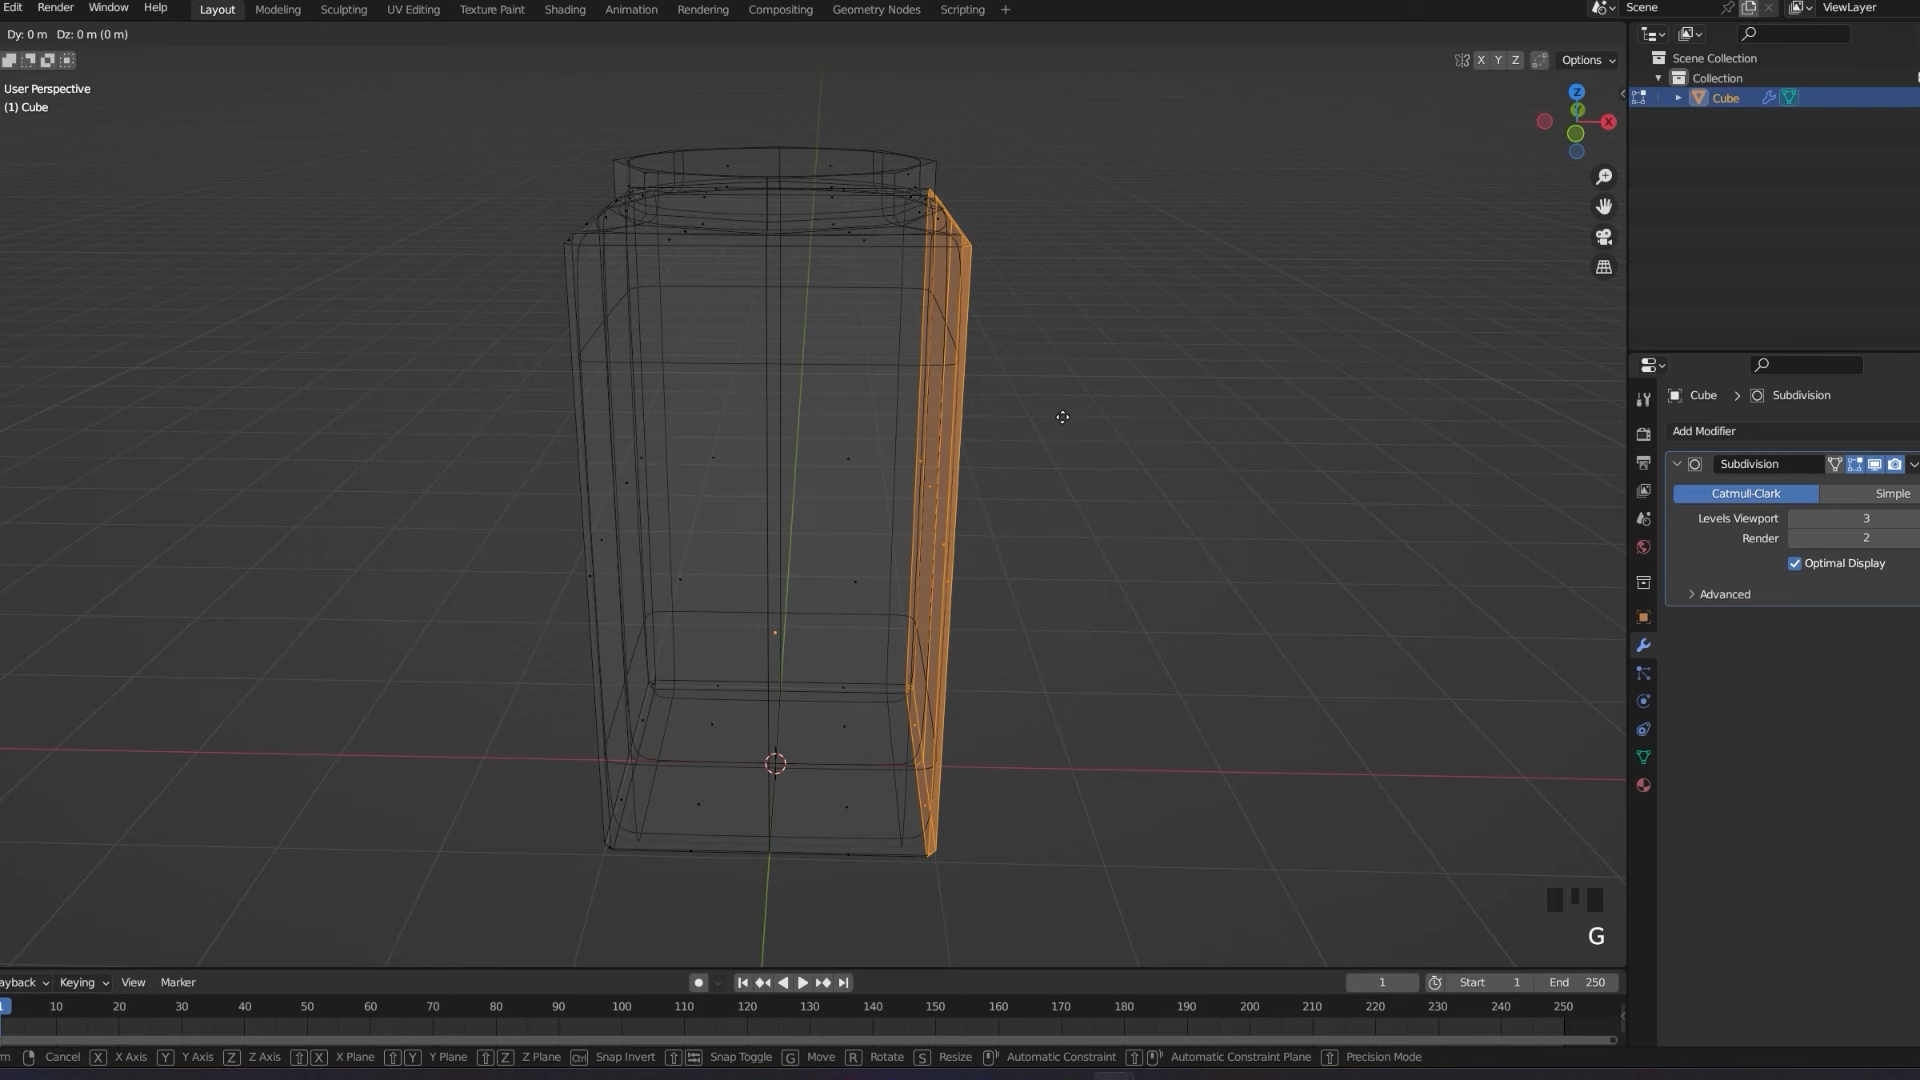 Edit Render Window Help Layout Modeling Sculpting UV Editing Texture Paint Shading Animation Rendering Compositing Geometry Nodes Scripting + Scene ViewLayer
Dy: 0 m Dz: 0 m (0 m)
X Y Z Options
User Perspective
(1) Cube
Z
Y
X
Scene Collection
Collection
Cube
Cube > Subdivision
Add Modifier
Subdivision
Catmull-Clark Simple
Levels Viewport 3
Render 2
Optimal Display
Advanced
G
ayback Keying View Marker 1 Start 1 End 250
1 10 20 30 40 50 60 70 80 90 100 110 120 130 140 150 160 170 180 190 200 210 220 230 240 250
m Cancel X X Axis Y Y Axis Z Z Axis X X Plane Y Y Plane Z Z Plane Ctrl Snap Invert Snap Toggle G Move R Rotate S Resize Automatic Constraint Automatic Constraint Plane Precision Mode